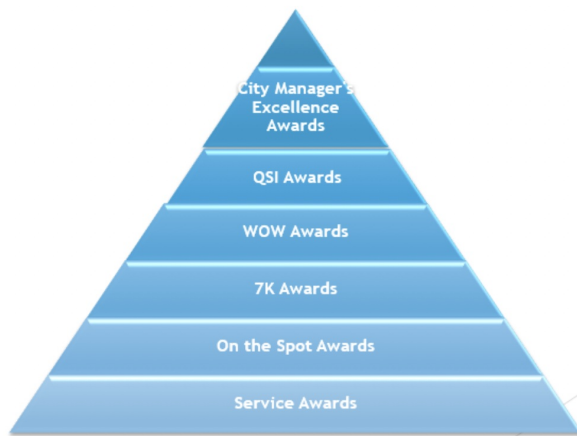 City Manager's
Excellence
Awards
QSI Awards
WOW Awards
7K Awards
On the Spot Awards
Service Awards